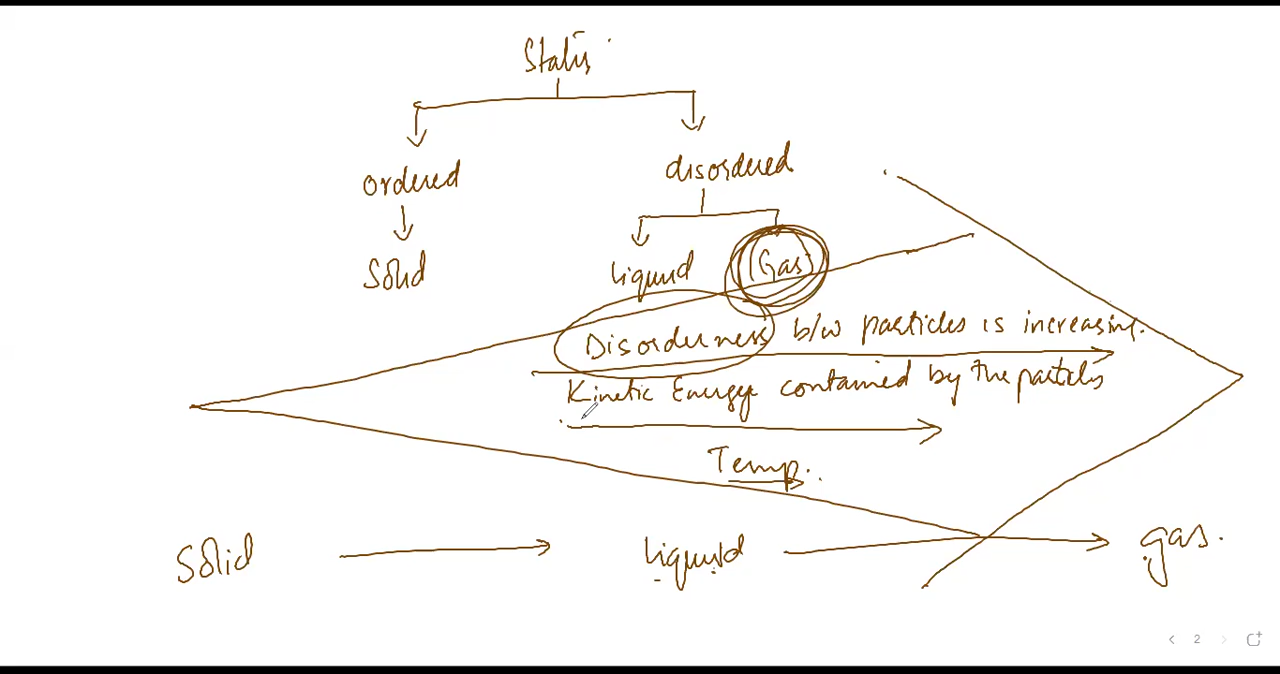 States
ordered disordered
Solid Liquid Gas
Disorderness b/w particles is increasing.
Kinetic Energy contained by the particles
Temp.
Solid Liquid gas.
2